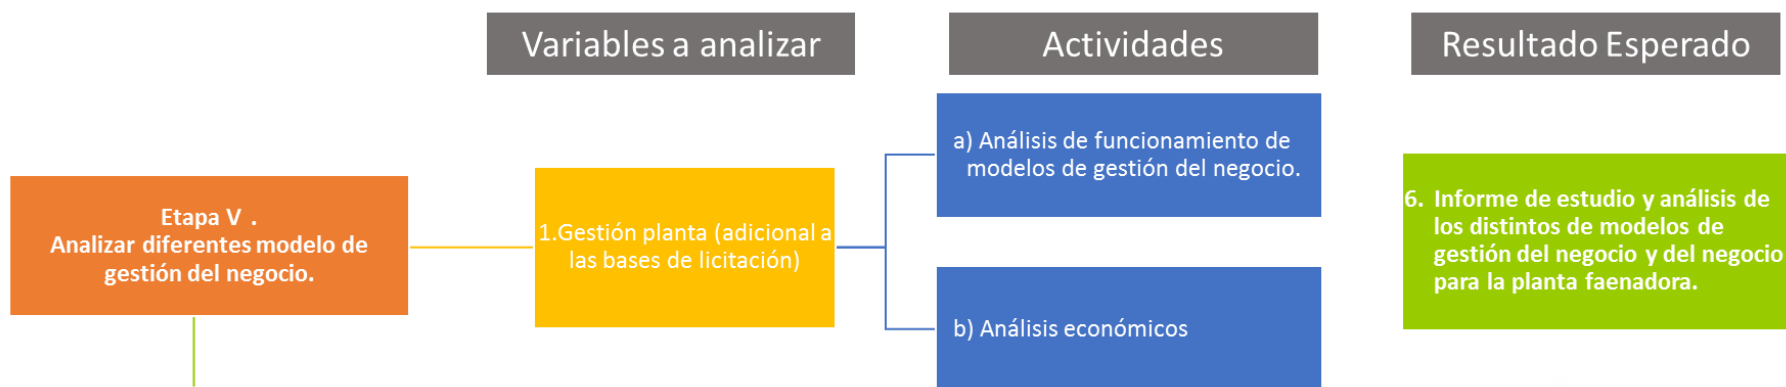 Variables a analizar
Actividades
Resultado Esperado
Etapa V .
Analizar diferentes modelo de
gestión del negocio.
1.Gestión planta (adicional a
las bases de licitación)
a) Análisis de funcionamiento de
modelos de gestión del negocio.
b) Análisis económicos
6. Informe de estudio y análisis de
los distintos de modelos de
gestión del negocio y del negocio
para la planta faenadora.